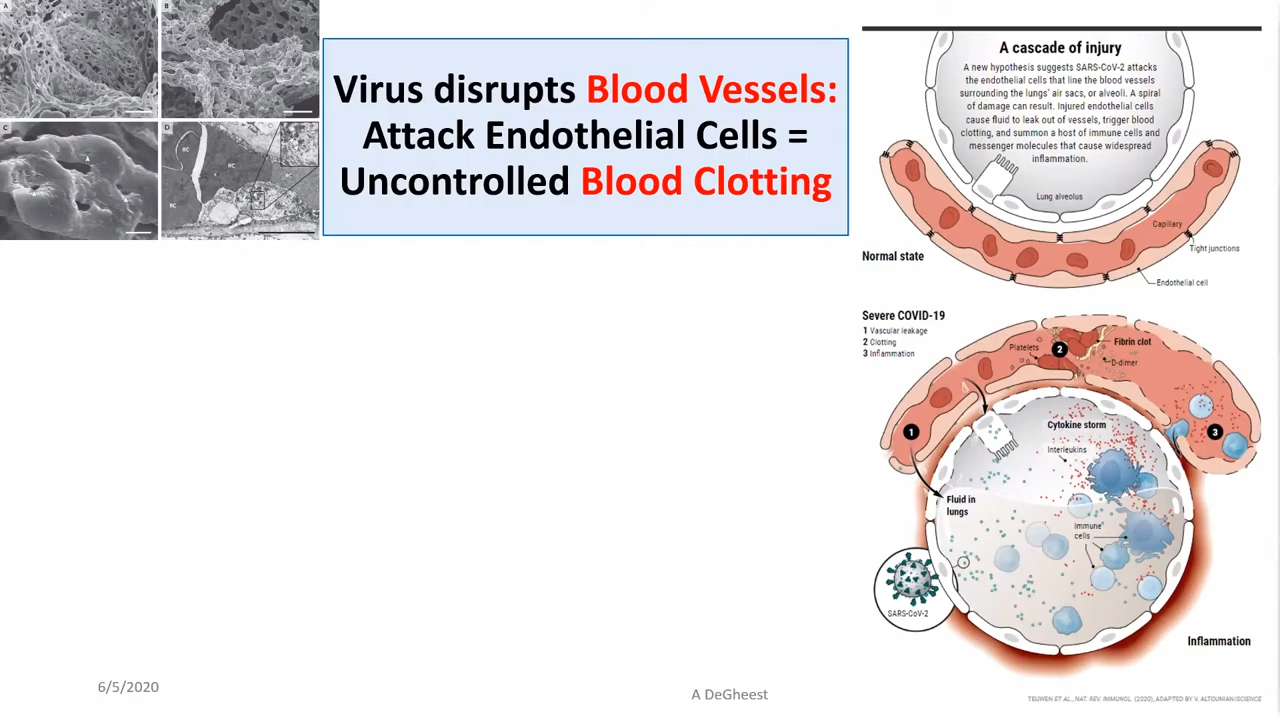 A
B
C
D
RC
RC
RC
Virus disrupts Blood Vessels:
Attack Endothelial Cells =
Uncontrolled Blood Clotting
A cascade of injury
A new hypothesis suggests SARS-CoV-2 attacks
the endothelial cells that line the blood vessels
surrounding the lungs' air sacs, or alveoli. A spiral
of damage can result. Injured endothelial cells
cause fluid to leak out of vessels, trigger blood
clotting, and summon a host of immune cells and
messenger molecules that cause widespread
inflammation.
Lung alveolus
Capillary
Tight junctions
Normal state
Endothelial cell
Severe COVID-19
1 Vascular leakage
2 Clotting
3 Inflammation
Platelets
2
Fibrin clot
D-dimer
1
Cytokine storm
3
Interleukins
Fluid in
lungs
Immune
cells
SARS-CoV-2
Inflammation
6/5/2020
A DeGheest
TEUWEN ET AL., NAT. REV. IMMUNOL. (2020), ADAPTED BY V. ALTOUNIAN/SCIENCE